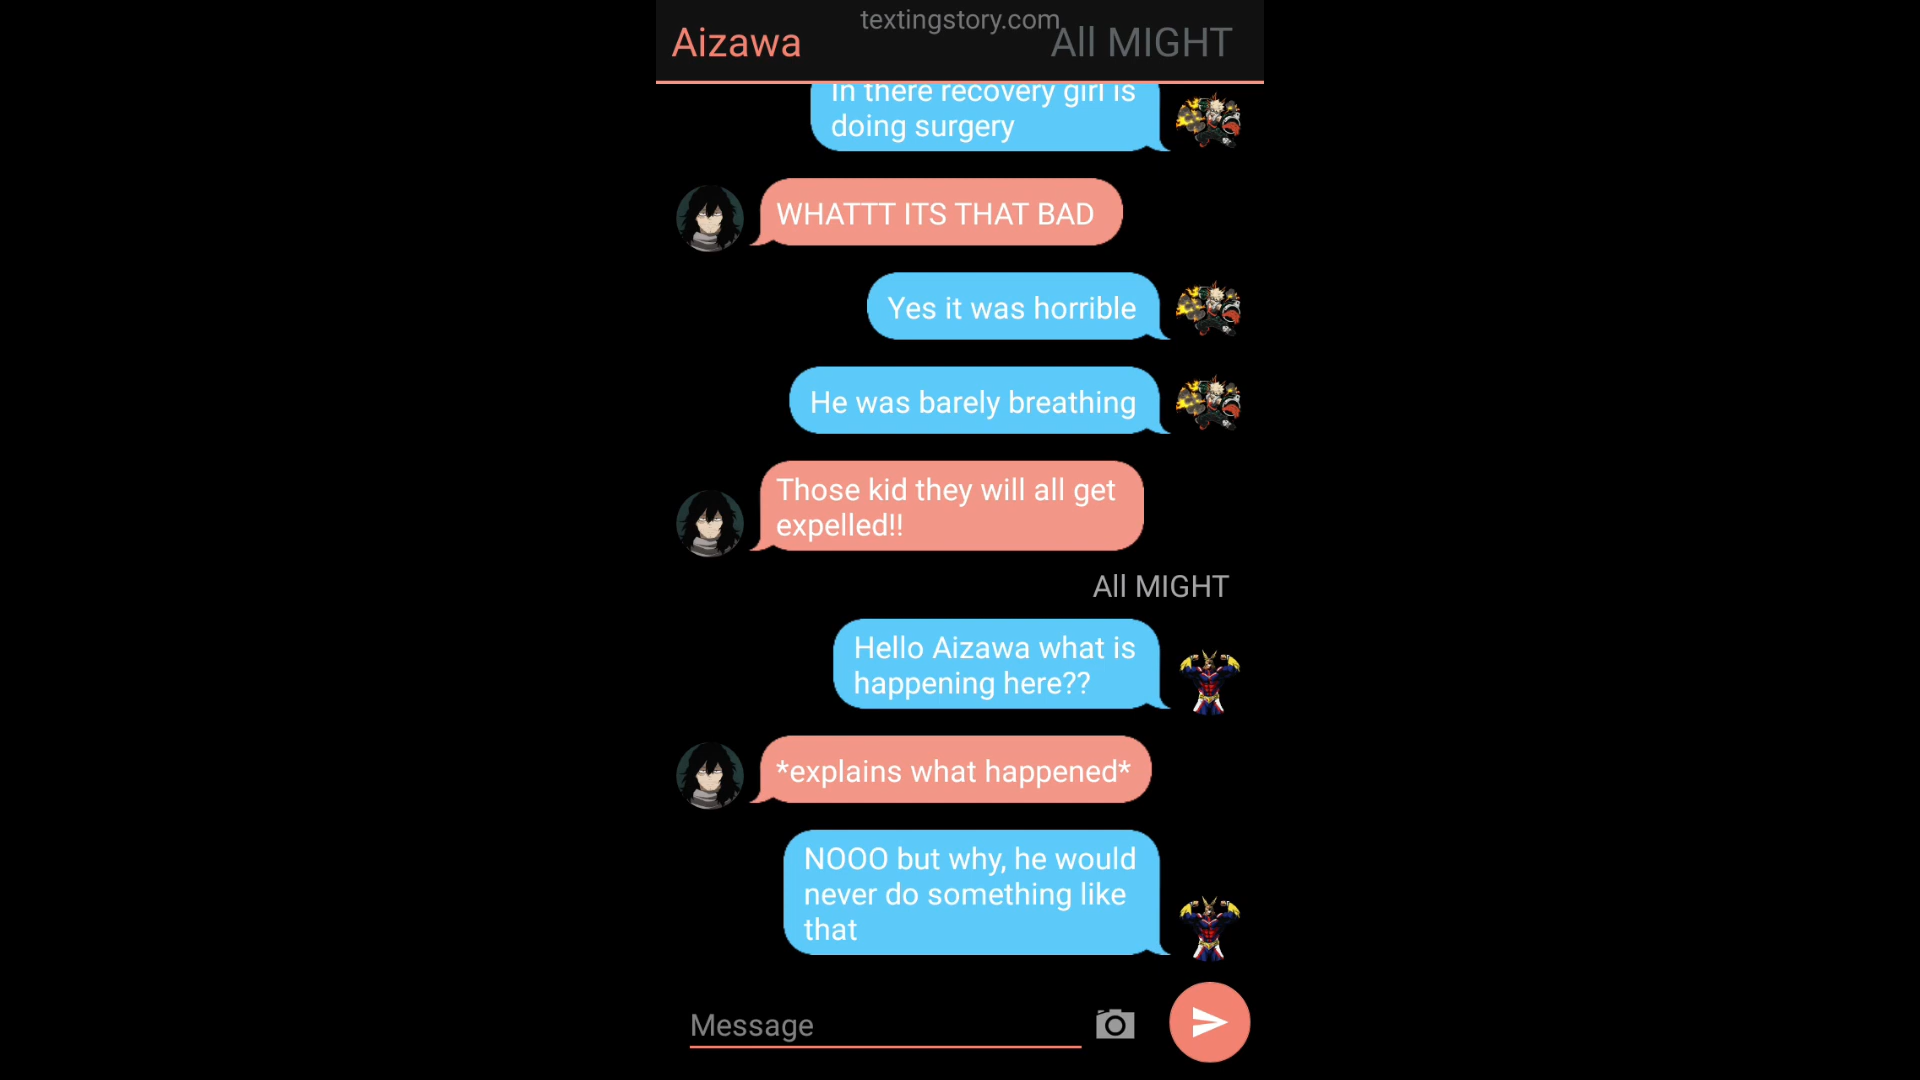 textingstory.com
Aizawa
All MIGHT
In there recovery girl is
doing surgery
WHATTT ITS THAT BAD
Yes it was horrible
He was barely breathing
Those kid they will all get
expelled!!
All MIGHT
Hello Aizawa what is
happening here??
*explains what happened*
NOOO but why, he would
never do something like
that
Message